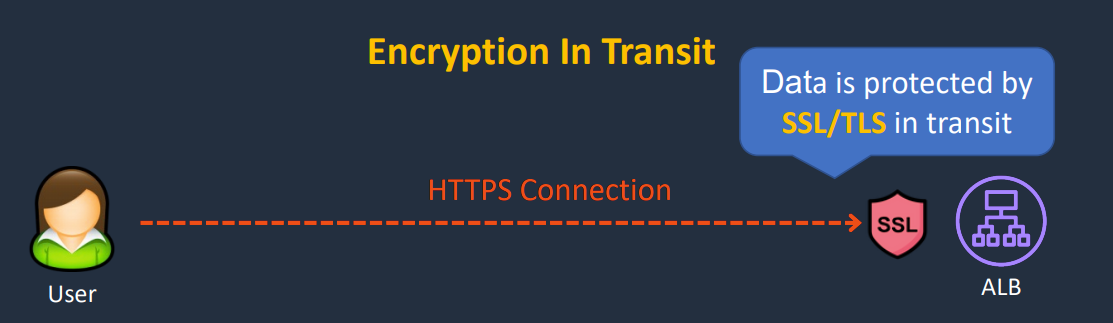 Encryption In Transit
Data is protected by
SSL/TLS in transit
HTTPS Connection
SSL
User
ALB